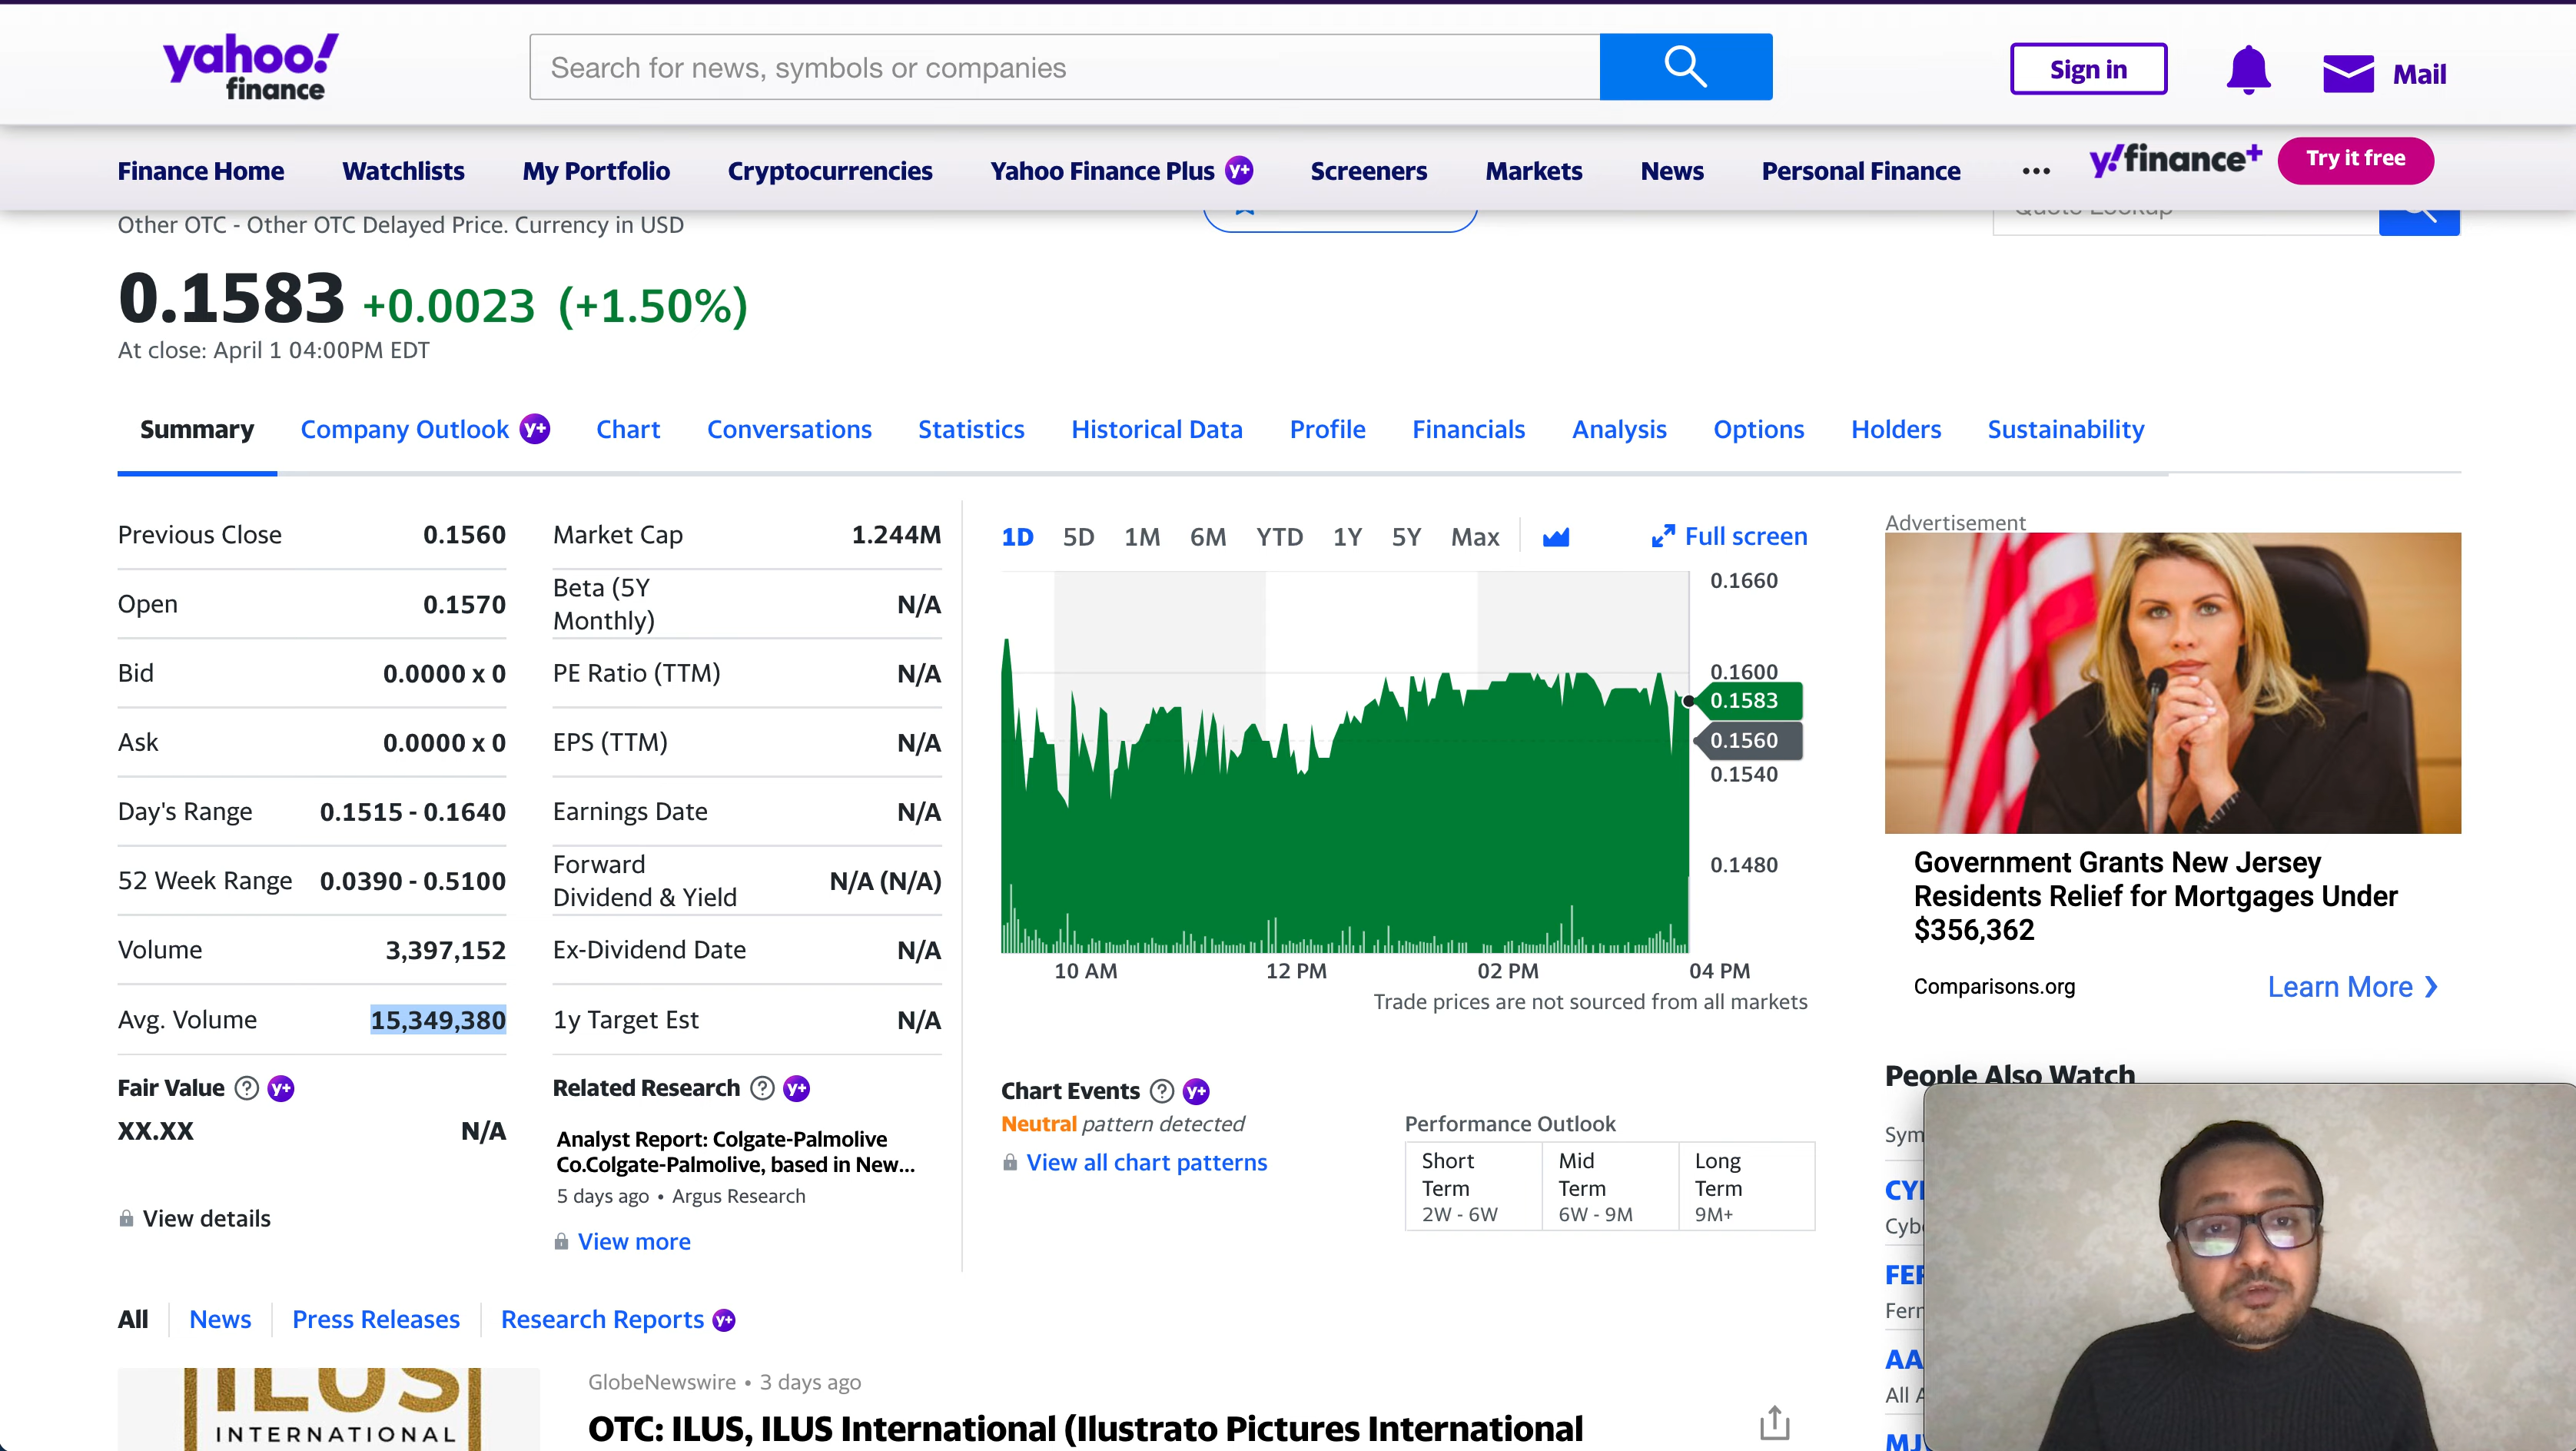 yahoo!
finance
Search for news, symbols or companies
Sign in
Mail
Finance Home
Watchlists
My Portfolio
Cryptocurrencies
Yahoo Finance Plus y+
Screeners
Markets
News
Personal Finance
...
y!finance+
Try it free
Other OTC - Other OTC Delayed Price. Currency in USD
Quote Lookup
0.1583 +0.0023 (+1.50%)
At close: April 1 04:00PM EDT
Summary
Company Outlook y+
Chart
Conversations
Statistics
Historical Data
Profile
Financials
Analysis
Options
Holders
Sustainability
Previous Close 0.1560
Open 0.1570
Bid 0.0000 x 0
Ask 0.0000 x 0
Day's Range 0.1515 - 0.1640
52 Week Range 0.0390 - 0.5100
Volume 3,397,152
Avg. Volume 15,349,380
Market Cap 1.244M
Beta (5Y
Monthly) N/A
PE Ratio (TTM) N/A
EPS (TTM) N/A
Earnings Date N/A
Forward
Dividend & Yield N/A (N/A)
Ex-Dividend Date N/A
1y Target Est N/A
1D 5D 1M 6M YTD 1Y 5Y Max
Full screen
0.1660
0.1600
0.1583
0.1560
0.1540
0.1480
10 AM 12 PM 02 PM 04 PM
Trade prices are not sourced from all markets
Advertisement
Government Grants New Jersey
Residents Relief for Mortgages Under
$356,362
Comparisons.org
Learn More ❯
Fair Value ? y+
XX.XX N/A
View details
Related Research ? y+
Analyst Report: Colgate-Palmolive
Co.Colgate-Palmolive, based in New...
5 days ago • Argus Research
View more
Chart Events ? y+
Neutral pattern detected
View all chart patterns
Performance Outlook
Short
Term
2W - 6W
Mid
Term
6W - 9M
Long
Term
9M+
People Also Watch
Sym
CY
Cyb
FE
Fer
AA
All A
MJ
All
News
Press Releases
Research Reports y+
ILUS
INTERNATIONAL
GlobeNewswire • 3 days ago
OTC: ILUS, ILUS International (Ilustrato Pictures International